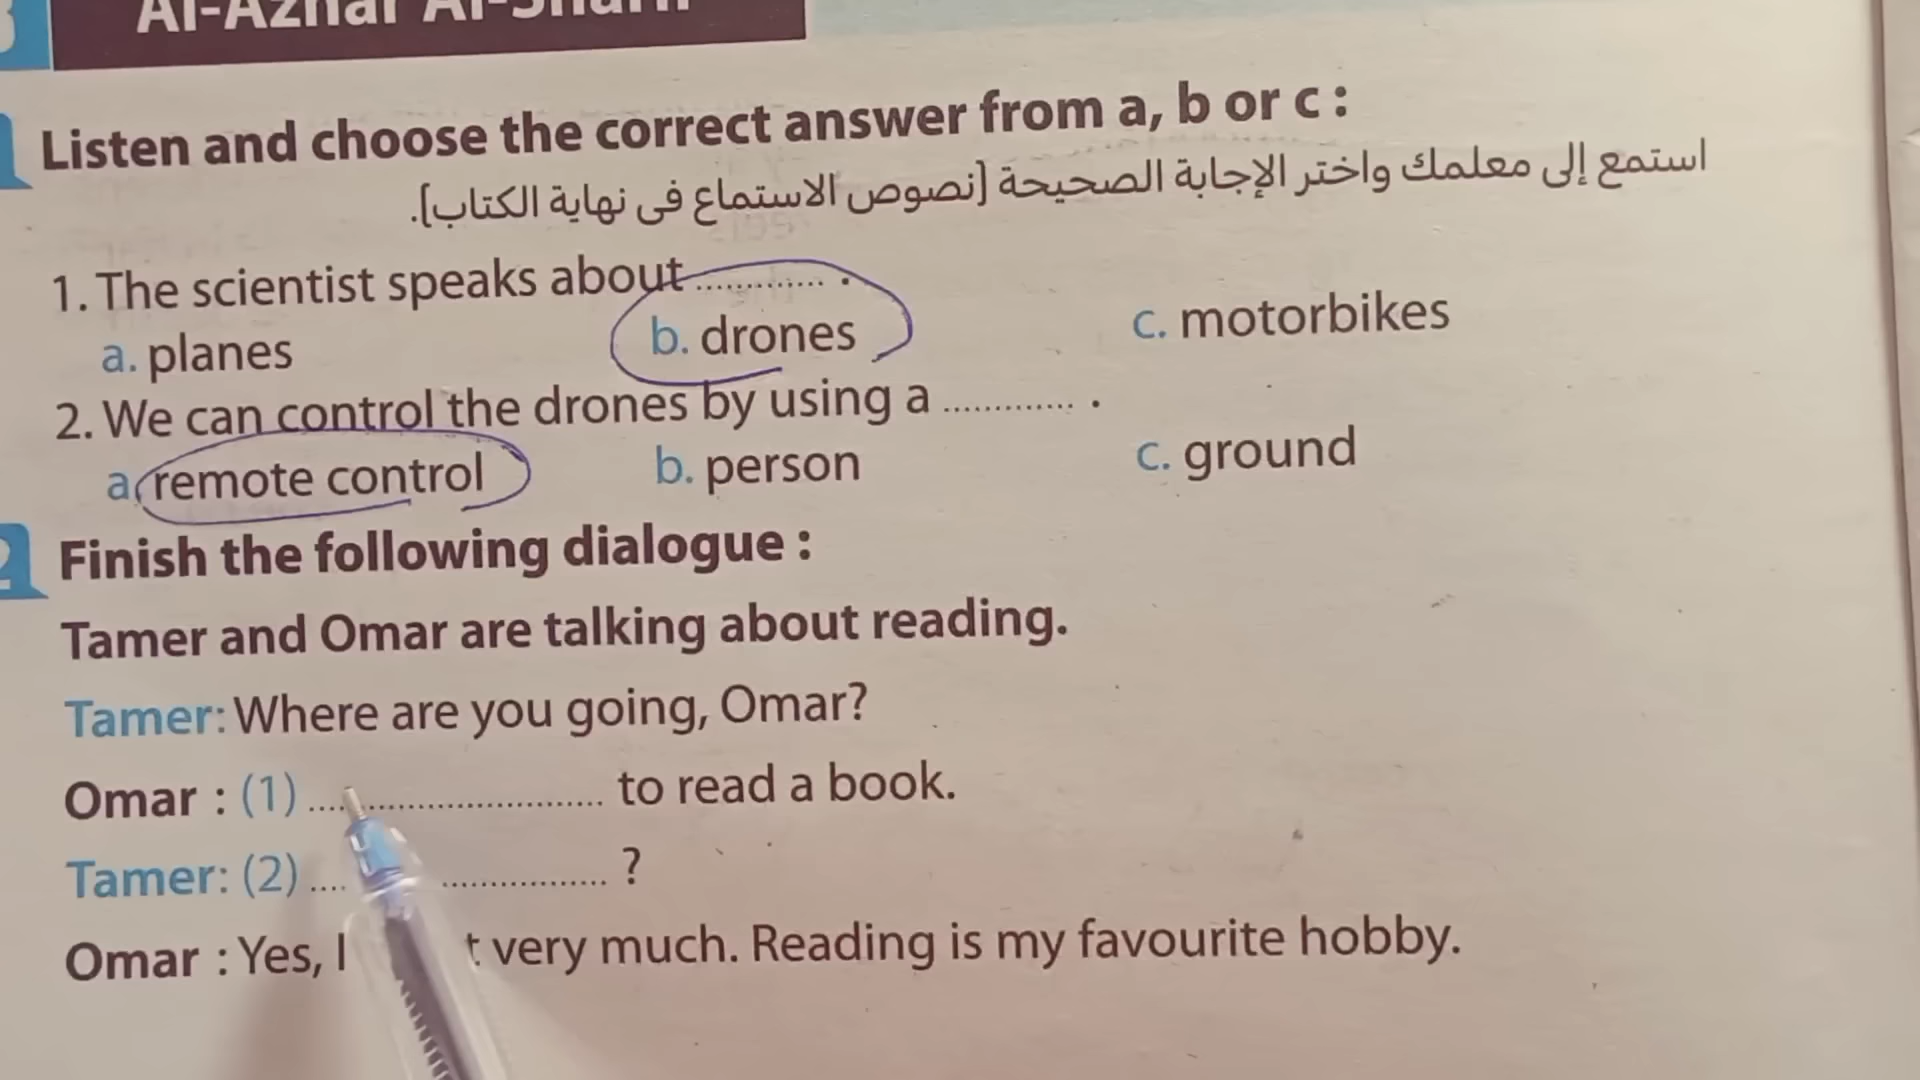 Al-Azhar Al-Sharif
Listen and choose the correct answer from a, b or c :
استمع إلى معلمك واختر الإجابة الصحيحة (نصوص الاستماع فى نهاية الكتاب).
1. The scientist speaks about ............. .
a. planes b. drones c. motorbikes
2. We can control the drones by using a ............. .
a. remote control b. person c. ground
2 Finish the following dialogue :
Tamer and Omar are talking about reading.
Tamer: Where are you going, Omar?
Omar : (1) ............................. to read a book.
Tamer: (2) ............................. ?
Omar : Yes, I very much. Reading is my favourite hobby.